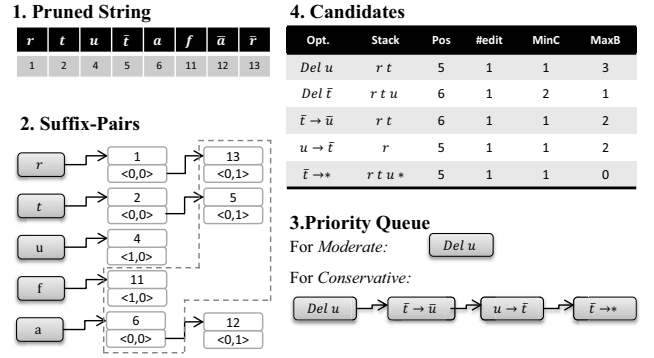 1. Pruned String
r t u t̄ a f ā r̄
1 2 4 5 6 11 12 13
2. Suffix-Pairs
r 1 13
<0,0> <0,1>
t 2 5
<0,0> <0,1>
u 4
<1,0>
f 11
<1,0>
a 6 12
<0,0> <0,1>
4. Candidates
Opt. Stack Pos #edit MinC MaxB
Del u r t 5 1 1 3
Del t̄ r t u 6 1 2 1
t̄ → ū r t 6 1 1 2
u → t̄ r 5 1 1 2
t̄ →* r t u * 5 1 1 0
3.Priority Queue
For Moderate: Del u
For Conservative:
Del u t̄ → ū u → t̄ t̄ →*